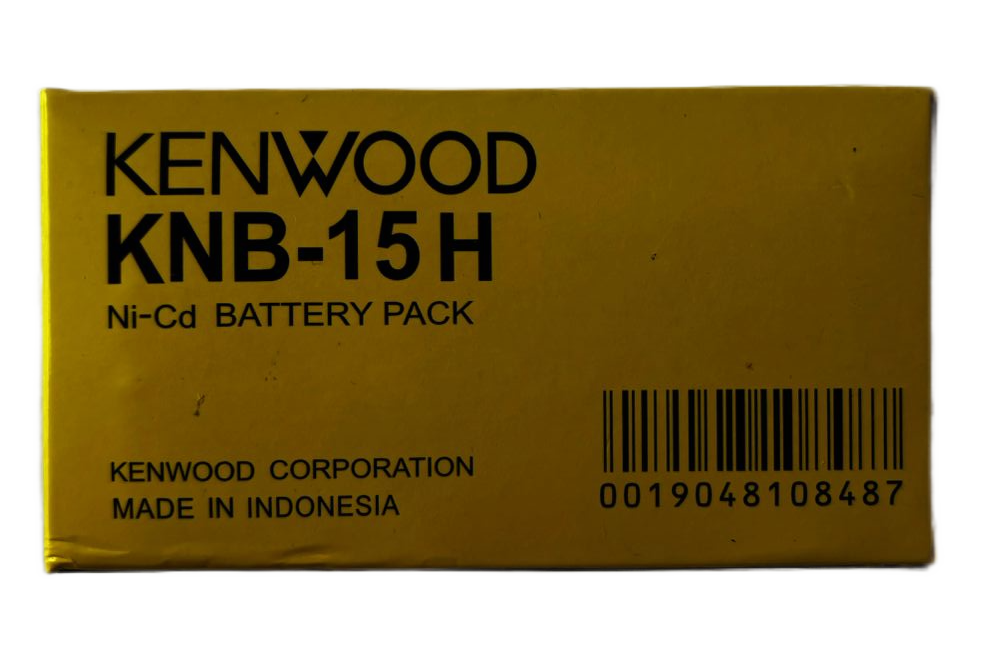 KENWOOD
KNB-15H
Ni-Cd BATTERY PACK
KENWOOD CORPORATION
MADE IN INDONESIA
0019048108487